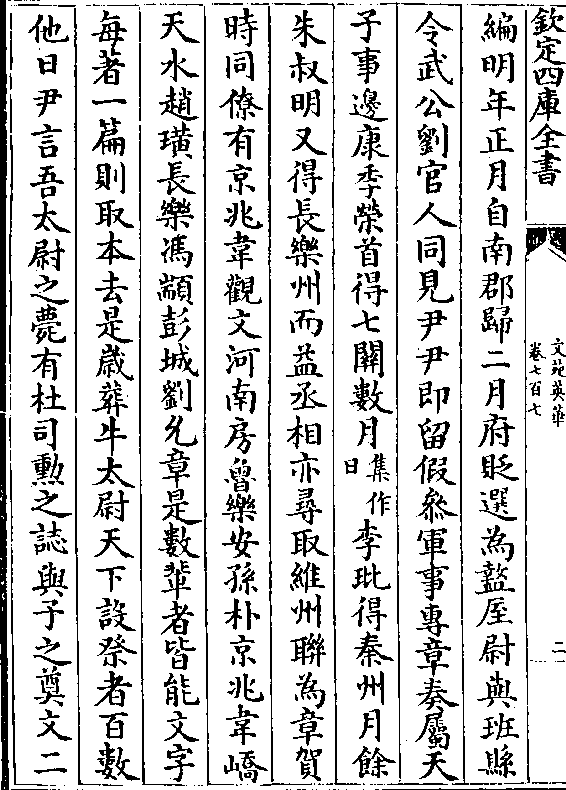 欽定四庫全書
文苑英華
卷七百七
二
編明年正月自南郡歸二月府貶選為盩厔尉與班縣
令武公劉官人同見尹尹即留假叅軍事專章奏屬天
子事邊康季榮首得七關數月集作日李玭得秦州月餘
朱叔明又得長樂州而益丞相亦尋取維州聯為章賀
時同僚有京兆韋觀文河南房魯樂安孫朴京兆韋嶠
天水趙璜長樂馮顓彭城劉允章是數輩者皆能文字
每著一篇則取本去是歲葬牛太尉天下設祭者百數
他日尹言吾太尉之薨有杜司勲之誌與子之奠文二